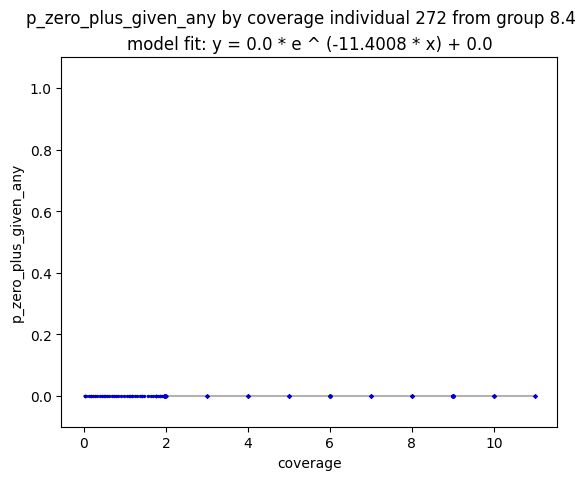 p_zero_plus_given_any by coverage individual 272 from group 8.4
model fit: y = 0.0 * e ^ (-11.4008 * x) + 0.0
1.0
0.8
0.6
0.4
0.2
0.0
p_zero_plus_given_any
0 2 4 6 8 10
coverage